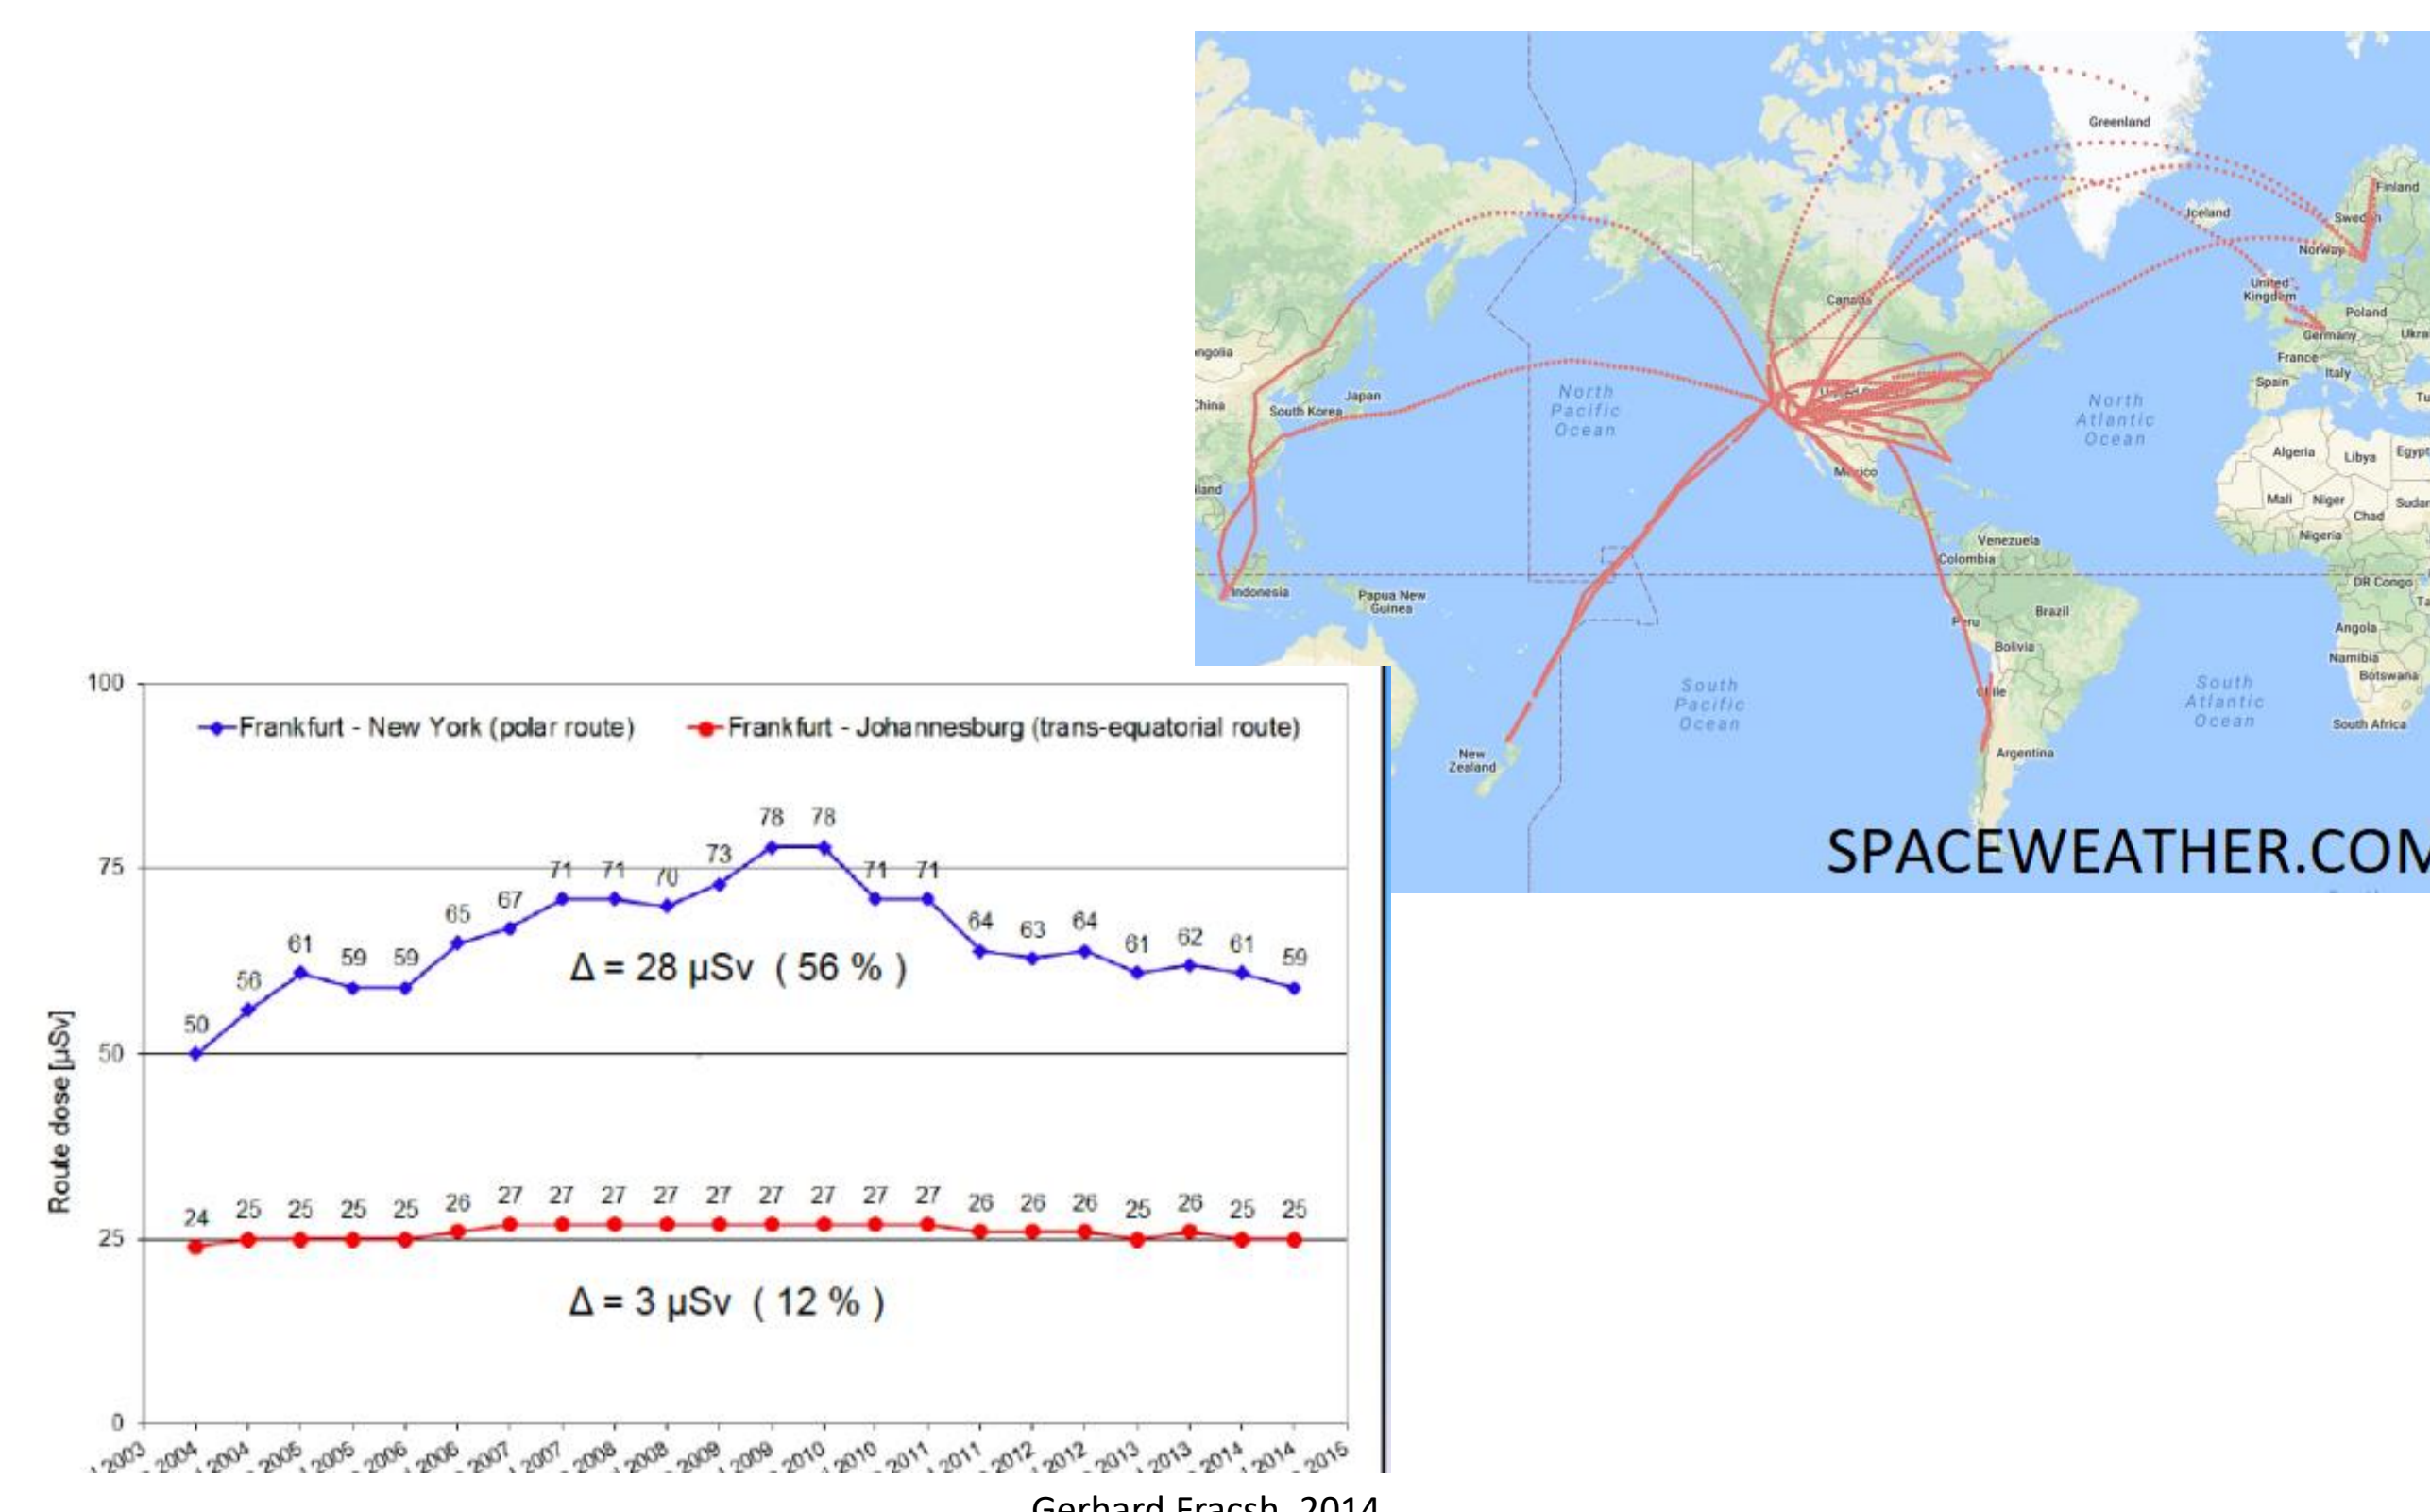 Greenland
Finland
Iceland
Sweden
Norway
United
Kingdom
Canada
Poland
Germany
Ukra
ngolia
France
Italy
Spain
Tu
North
Pacific
Ocean
North
Atlantic
Ocean
Japan
China
South Korea
Algeria
Libya
Egypt
Mexico
land
Mali
Niger
Sudan
Chad
Nigeria
Venezuela
Colombia
DR Congo
Indonesia
Papua New
Guinea
Ta
Brazil
Peru
Angola
Bolivia
Namibia
Botswana
South
Pacific
Ocean
South
Atlantic
Ocean
Chile
South Africa
New
Zealand
Argentina
SPACEWEATHER.COM
100
Frankfurt - New York (polar route) Frankfurt - Johannesburg (trans-equatorial route)
78 78
75
73
71 71 70 71 71
67
65
64 63 64
61 59 59 61 62 61 59
56
Δ = 28 µSv ( 56 % )
50
50
Route dose [µSv]
24 25 25 25 25 26 27 27 27 27 27 27 27 27 27 26 26 26 25 26 25 25
25
Δ = 3 µSv ( 12 % )
0
2003 2004 2004 2005 2005 2006 2006 2007 2007 2008 2008 2009 2009 2010 2010 2011 2011 2012 2012 2013 2013 2014 2014 2015
Gerhard Fracsh, 2014